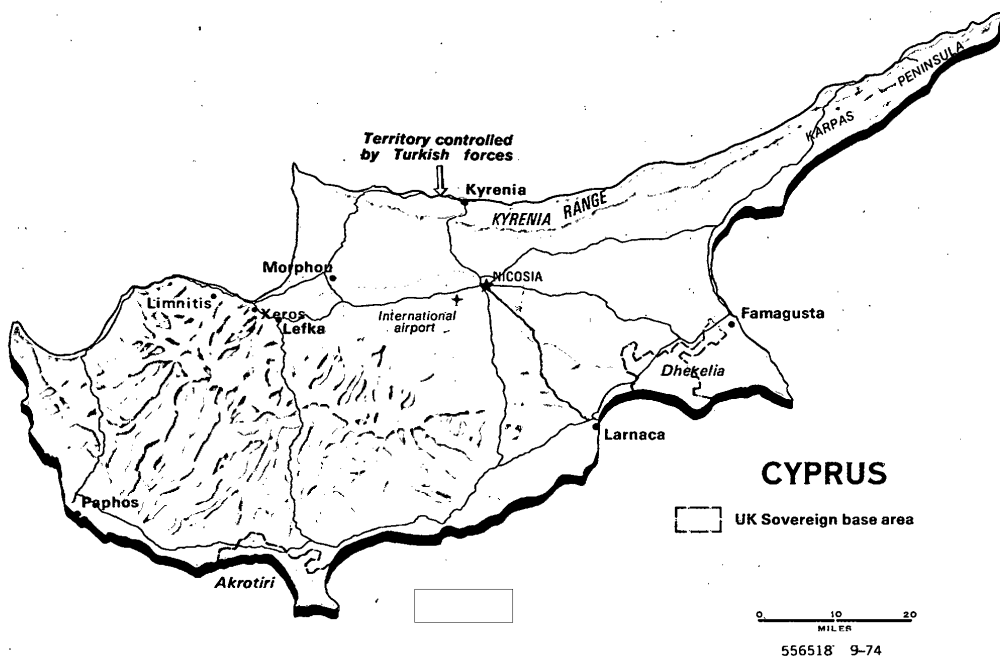 PENINSULA
KARPAS
Territory controlled
by Turkish forces
Kyrenia
KYRENIA RANGE
Morphou
NICOSIA
Limnitis
Xeros
Lefka
International
airport
Famagusta
Dhekelia
Larnaca
CYPRUS
Paphos
UK Sovereign base area
Akrotiri
0 10 20
MILES
556518 9-74